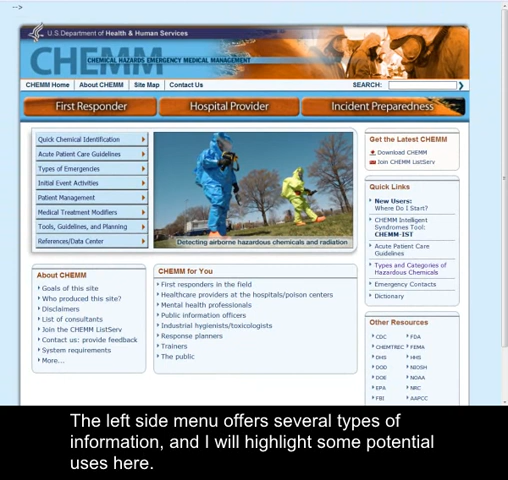 -->
U.S.Department of Health & Human Services
CHEMM
CHEMICAL HAZARDS EMERGENCY MEDICAL MANAGEMENT
CHEMM Home About CHEMM Site Map Contact Us SEARCH:
First Responder Hospital Provider Incident Preparedness
Quick Chemical Identification
Acute Patient Care Guidelines
Types of Emergencies
Initial Event Activities
Patient Management
Medical Treatment Modifiers
Tools, Guidelines, and Planning
References/Data Center
Detecting airborne hazardous chemicals and radiation
Get the Latest CHEMM
Download CHEMM
Join CHEMM ListServ
Quick Links
New Users:
Where Do I Start?
CHEMM Intelligent
Syndromes Tool:
CHEMM-IST
Acute Patient Care
Guidelines
Types and Categories of
Hazardous Chemicals
Emergency Contacts
Dictionary
About CHEMM
Goals of this site
Who produced this site?
Disclaimers
List of consultants
Join the CHEMM ListServ
Contact us: provide feedback
System requirements
More...
CHEMM for You
First responders in the field
Healthcare providers at the hospitals/poison centers
Mental health professionals
Public information officers
Industrial hygienists/toxicologists
Response planners
Trainers
The public
Other Resources
CDC FDA
CHEMTREC FEMA
DHS HHS
DOD NIOSH
DOE NOAA
EPA NRC
FBI AAPCC
The left side menu offers several types of
information, and I will highlight some potential
uses here.